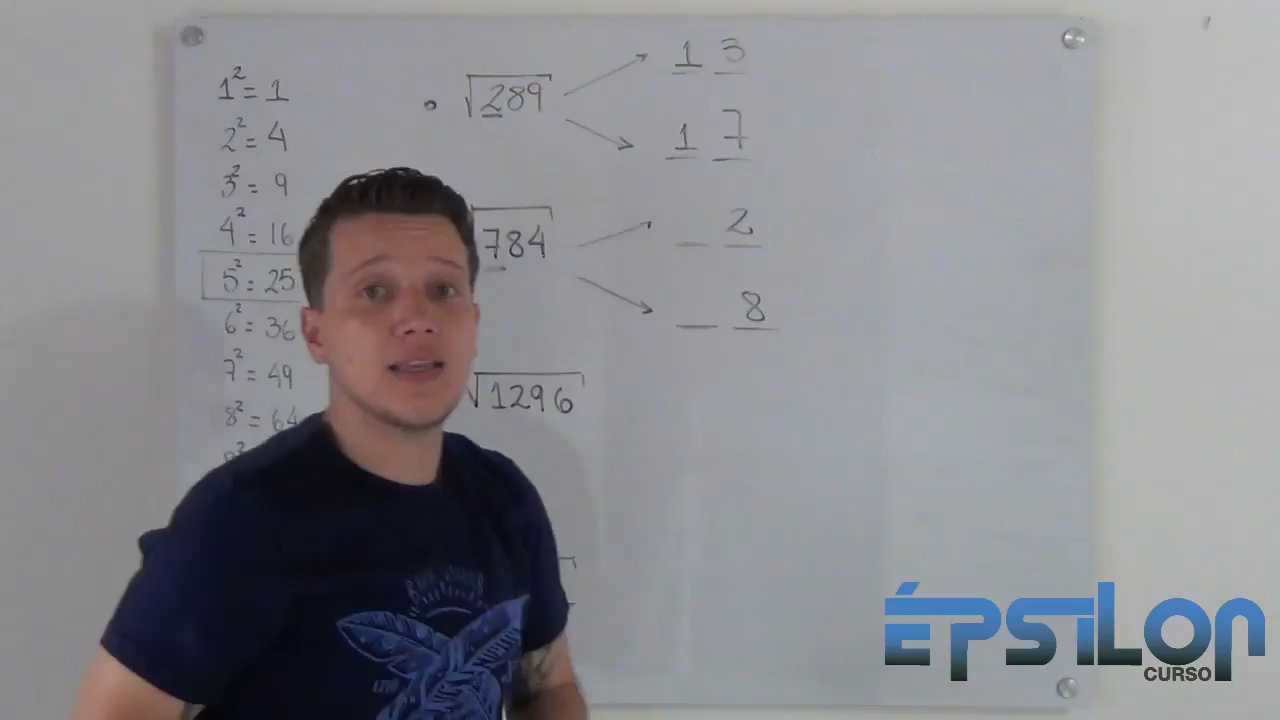 1² = 1
2² = 4
3² = 9
4² = 16
5² = 25
6² = 36
7² = 49
8² = 64
• √289
1 3
1 7
784
_ 2
_ 8
√1296
ÉPSILON
CURSO